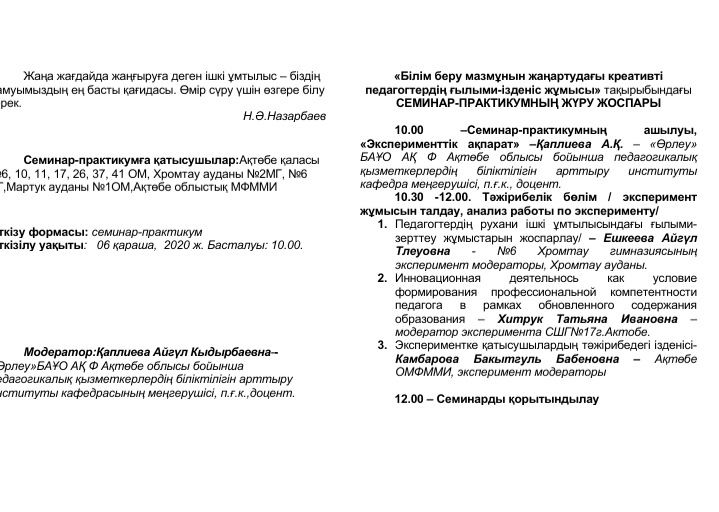 Жаңа жағдайда жаңғыруға деген ішкі ұмтылыс – біздің
амуымыздың ең басты қағидасы. Өмір сүру үшін өзгере білу
рек.
Н.Ә.Назарбаев
Семинар-практикумға қатысушылар:Ақтөбе қаласы
№6, 10, 11, 17, 26, 37, 41 ОМ, Хромтау ауданы №2МГ, №6
Г,Мартук ауданы №1ОМ,Ақтөбе облыстық МФММИ
ткізу формасы: семинар-практикум
ткізілу уақыты: 06 қараша, 2020 ж. Басталуы: 10.00.
Модератор:Қаплиева Айгүл Кыдырбаевна--
Өрлеу»БАҰО АҚ Ф Ақтөбе облысы бойынша
едагогикалық қызметкерлердің біліктілігін арттыру
нституты кафедрасының меңгерушісі, п.ғ.к.,доцент.
«Білім беру мазмұнын жаңартудағы креативті
педагогтердің ғылыми-ізденіс жұмысы» тақырыбындағы
СЕМИНАР-ПРАКТИКУМНЫҢ ЖҮРУ ЖОСПАРЫ
10.00 –Семинар-практикумның ашылуы,
«Эксперименттік ақпарат» –Қаплиева А.Қ. – «Өрлеу»
БАҰО АҚ Ф Ақтөбе облысы бойынша педагогикалық
қызметкерлердің біліктілігін арттыру институты
кафедра меңгерушісі, п.ғ.к., доцент.
10.30 -12.00. Тәжірибелік бөлім / эксперимент
жұмысын талдау, анализ работы по эксперименту/
1. Педагогтердің рухани ішкі ұмтылысындағы ғылыми-
зерттеу жұмыстарын жоспарлау/ – Ешкеева Айгүл
Тлеуовна - №6 Хромтау гимназиясының
эксперимент модераторы, Хромтау ауданы.
2. Инновационная деятельнось как условие
формирования профессиональной компетентности
педагога в рамках обновленного содержания
образования – Хитрук Татьяна Ивановна –
модератор эксперимента СШГ№17г.Актобе.
3. Экспериментке қатысушылардың тәжірибедегі ізденісі-
Камбарова Бакытгуль Бабеновна – Ақтөбе
ОМФММИ, эксперимент модераторы
12.00 – Семинарды қорытындылау